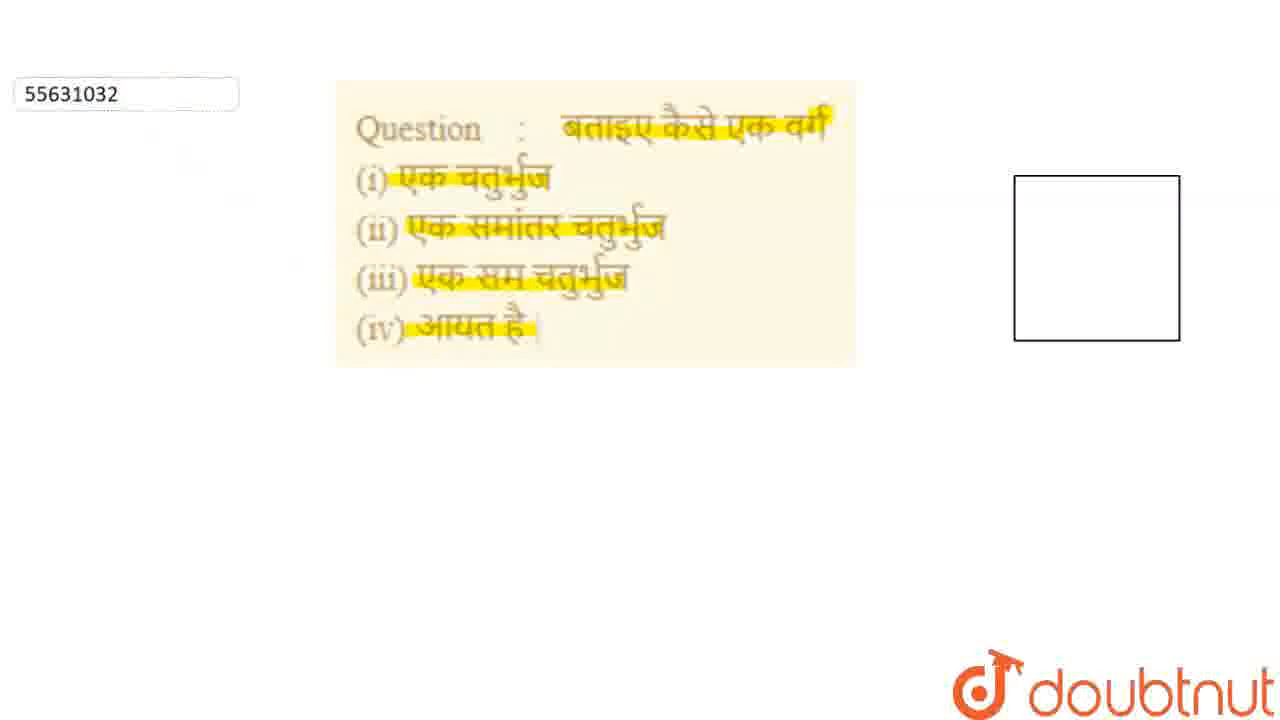 55631032
Question : बताइए कैसे एक वर्ग
(i) एक चतुर्भुज
(ii) एक समांतर चतुर्भुज
(iii) एक सम चतुर्भुज
(iv) आयत है |
doubtnut